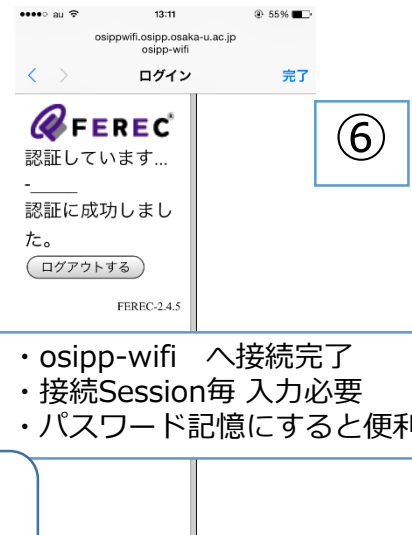 au 13:11 55%
osippwifi.osipp.osaka-u.ac.jp
osipp-wifi
< > ログイン 完了
FEREC®
⑥
認証しています...
-_____
認証に成功しまし
た。
ログアウトする
FEREC-2.4.5
・osipp-wifi　へ接続完了
・接続Session毎 入力必要
・パスワード記憶にすると便利